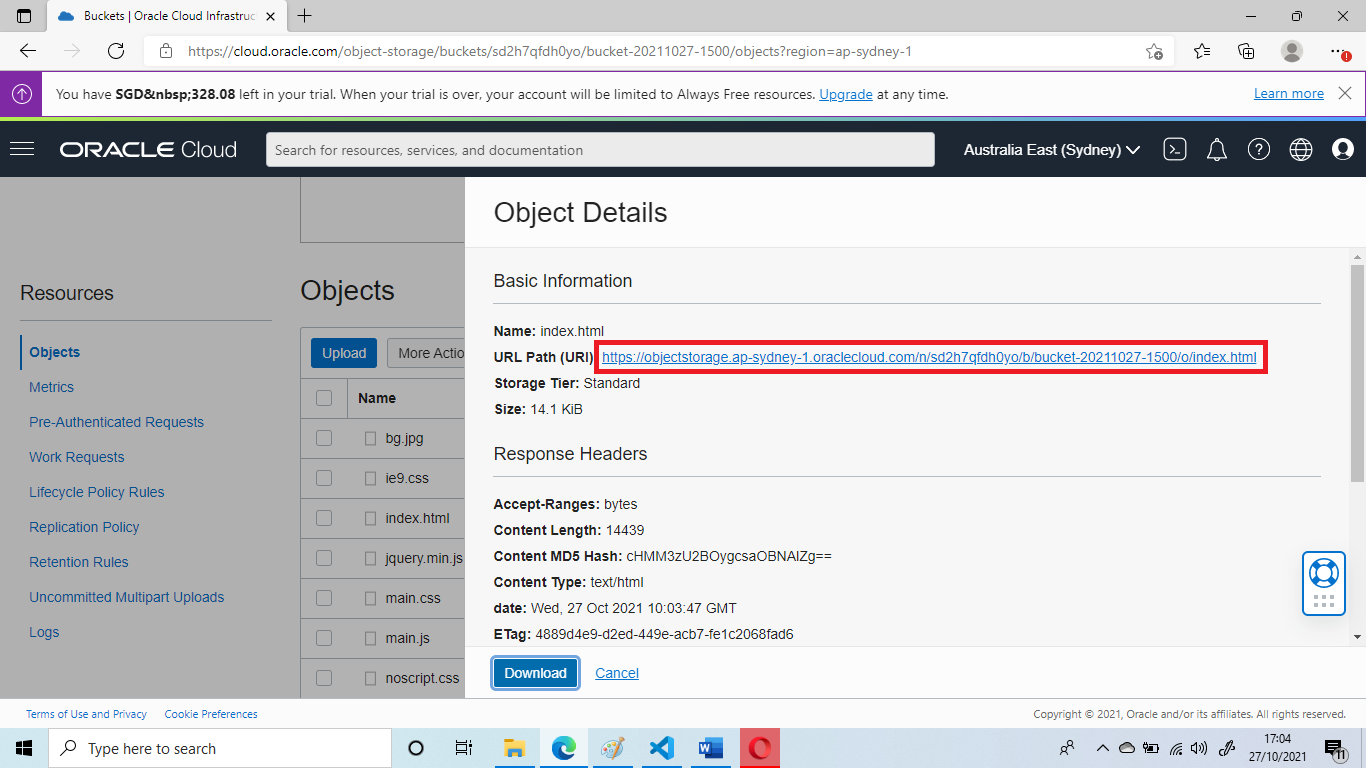 Buckets | Oracle Cloud Infrastruc
https://cloud.oracle.com/object-storage/buckets/sd2h7qfdh0yo/bucket-20211027-1500/objects?region=ap-sydney-1
You have SGD&nbsp;328.08 left in your trial. When your trial is over, your account will be limited to Always Free resources. Upgrade at any time.
Learn more
ORACLE Cloud
Search for resources, services, and documentation
Australia East (Sydney)
Resources
Objects
Metrics
Pre-Authenticated Requests
Work Requests
Lifecycle Policy Rules
Replication Policy
Retention Rules
Uncommitted Multipart Uploads
Logs
Objects
Upload
More Actio
Name
bg.jpg
ie9.css
index.html
jquery.min.js
main.css
main.js
noscript.css
Object Details
Basic Information
Name: index.html
URL Path (URI) https://objectstorage.ap-sydney-1.oraclecloud.com/n/sd2h7qfdh0yo/b/bucket-20211027-1500/o/index.html
Storage Tier: Standard
Size: 14.1 KiB
Response Headers
Accept-Ranges: bytes
Content Length: 14439
Content MD5 Hash: cHMM3zU2BOygcsaOBNAIZg==
Content Type: text/html
date: Wed, 27 Oct 2021 10:03:47 GMT
ETag: 4889d4e9-d2ed-449e-acb7-fe1c2068fad6
Download
Cancel
Terms of Use and Privacy
Cookie Preferences
Copyright © 2021, Oracle and/or its affiliates. All rights reserved.
Type here to search
17:04
27/10/2021
11